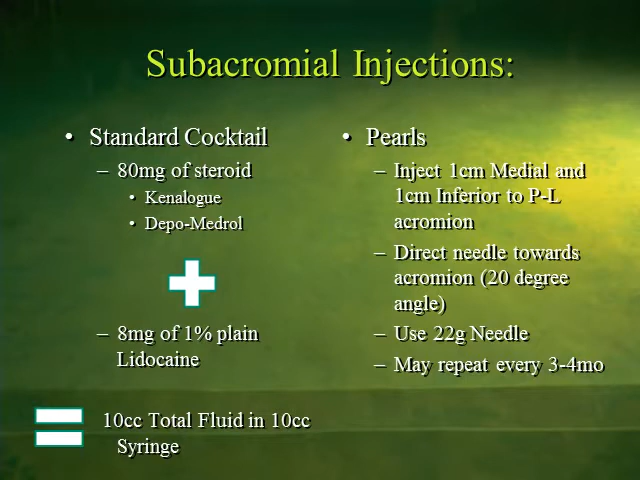 Subacromial Injections:
• Standard Cocktail
– 80mg of steroid
• Kenalogue
• Depo-Medrol
– 8mg of 1% plain
Lidocaine
10cc Total Fluid in 10cc
Syringe
• Pearls
– Inject 1cm Medial and
1cm Inferior to P-L
acromion
– Direct needle towards
acromion (20 degree
angle)
– Use 22g Needle
– May repeat every 3-4mo